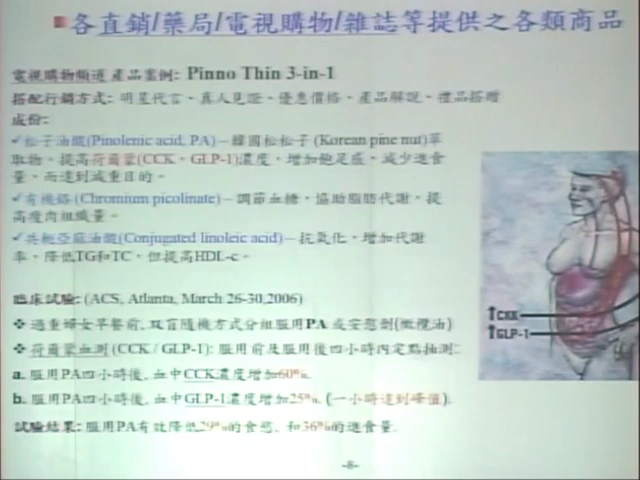 各直銷/藥局/電視購物/雜誌等提供之各類商品
電視購物頻道 產品案例: Pinno Thin 3-in-1
搭配行銷方式: 明星代言、真人見證、優惠價格、產品解說、禮品搭贈
成份:
✓松子油酸(Pinolenic acid, PA) – 韓國松松子 (Korean pine nut)萃
取物。提高荷爾蒙(CCK、GLP-1)濃度，增加飽足感，減少進食
量，而達到減重目的。
✓有機鉻 (Chromium picolinate) – 調節血糖，協助脂肪代謝，提
高瘦肉組織量。
✓共軛亞麻油酸(Conjugated linoleic acid) – 抗氧化，增加代謝
率，降低TG和TC，但提高HDL-c。
臨床試驗: (ACS, Atlanta, March 26-30,2006)
❖ 過重婦女早餐前, 双盲隨機方式分組服用PA 或安慰劑(橄欖油)
❖ 荷爾蒙血測 (CCK / GLP-1): 服用前及服用後四小時內定點抽測:
a. 服用PA四小時後, 血中CCK濃度增加60%.
b. 服用PA四小時後, 血中GLP-1濃度增加25%. (一小時達到峰值).
試驗結果: 服用PA有效降低29%的食慾, 和36%的進食量.
↑CCK
↑GLP-1
-8-